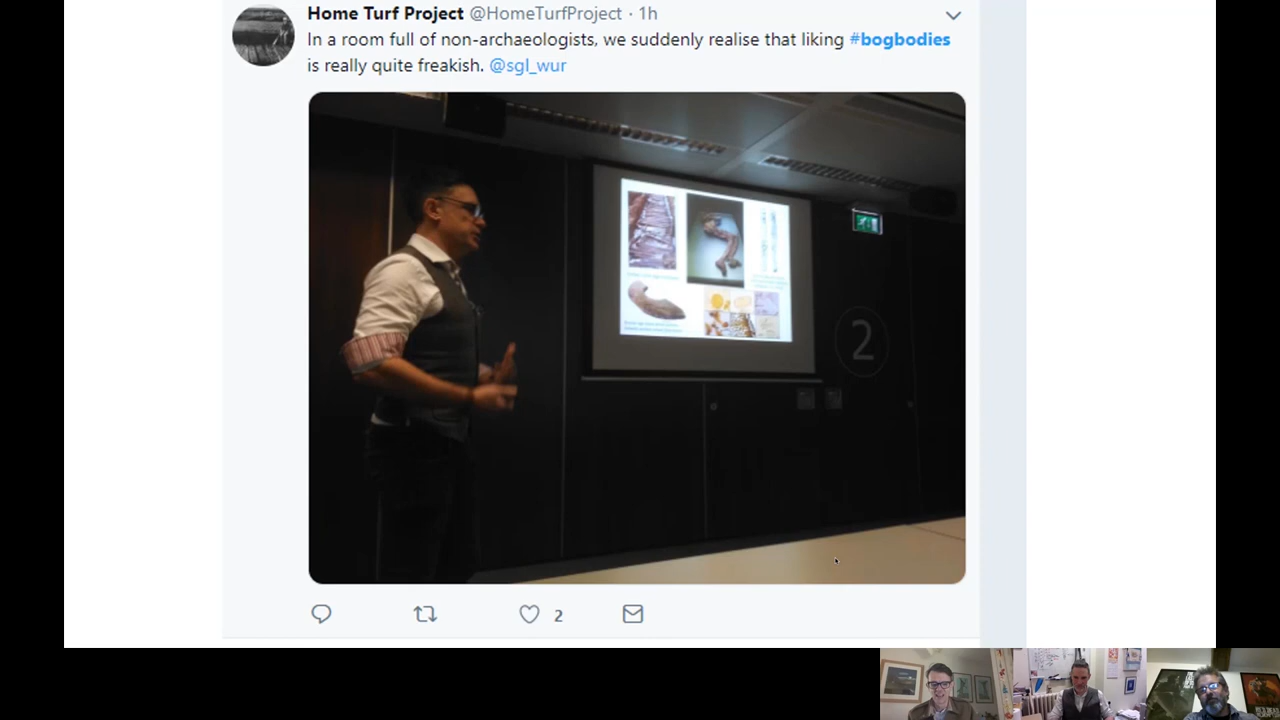 Home Turf Project @HomeTurfProject · 1h
In a room full of non-archaeologists, we suddenly realise that liking #bogbodies
is really quite freakish. @sgl_wur
2
2